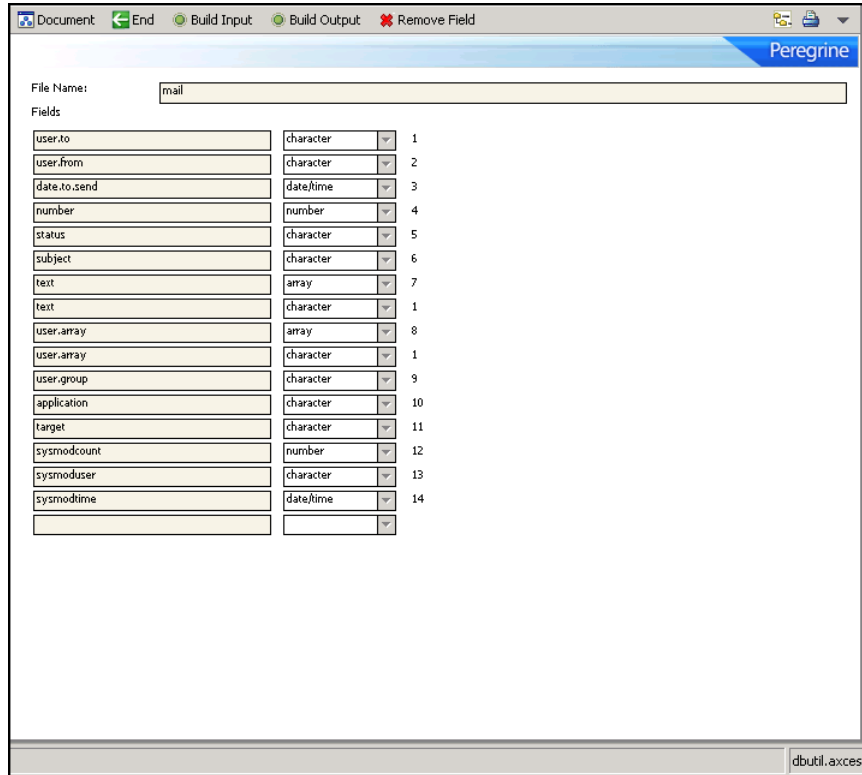 Document End Build Input Build Output Remove Field
Peregrine
File Name: mail
Fields
user.to character 1
user.from character 2
date.to.send date/time 3
number number 4
status character 5
subject character 6
text array 7
text character 1
user.array array 8
user.array character 1
user.group character 9
application character 10
target character 11
sysmodcount number 12
sysmoduser character 13
sysmodtime date/time 14
dbutil.axces